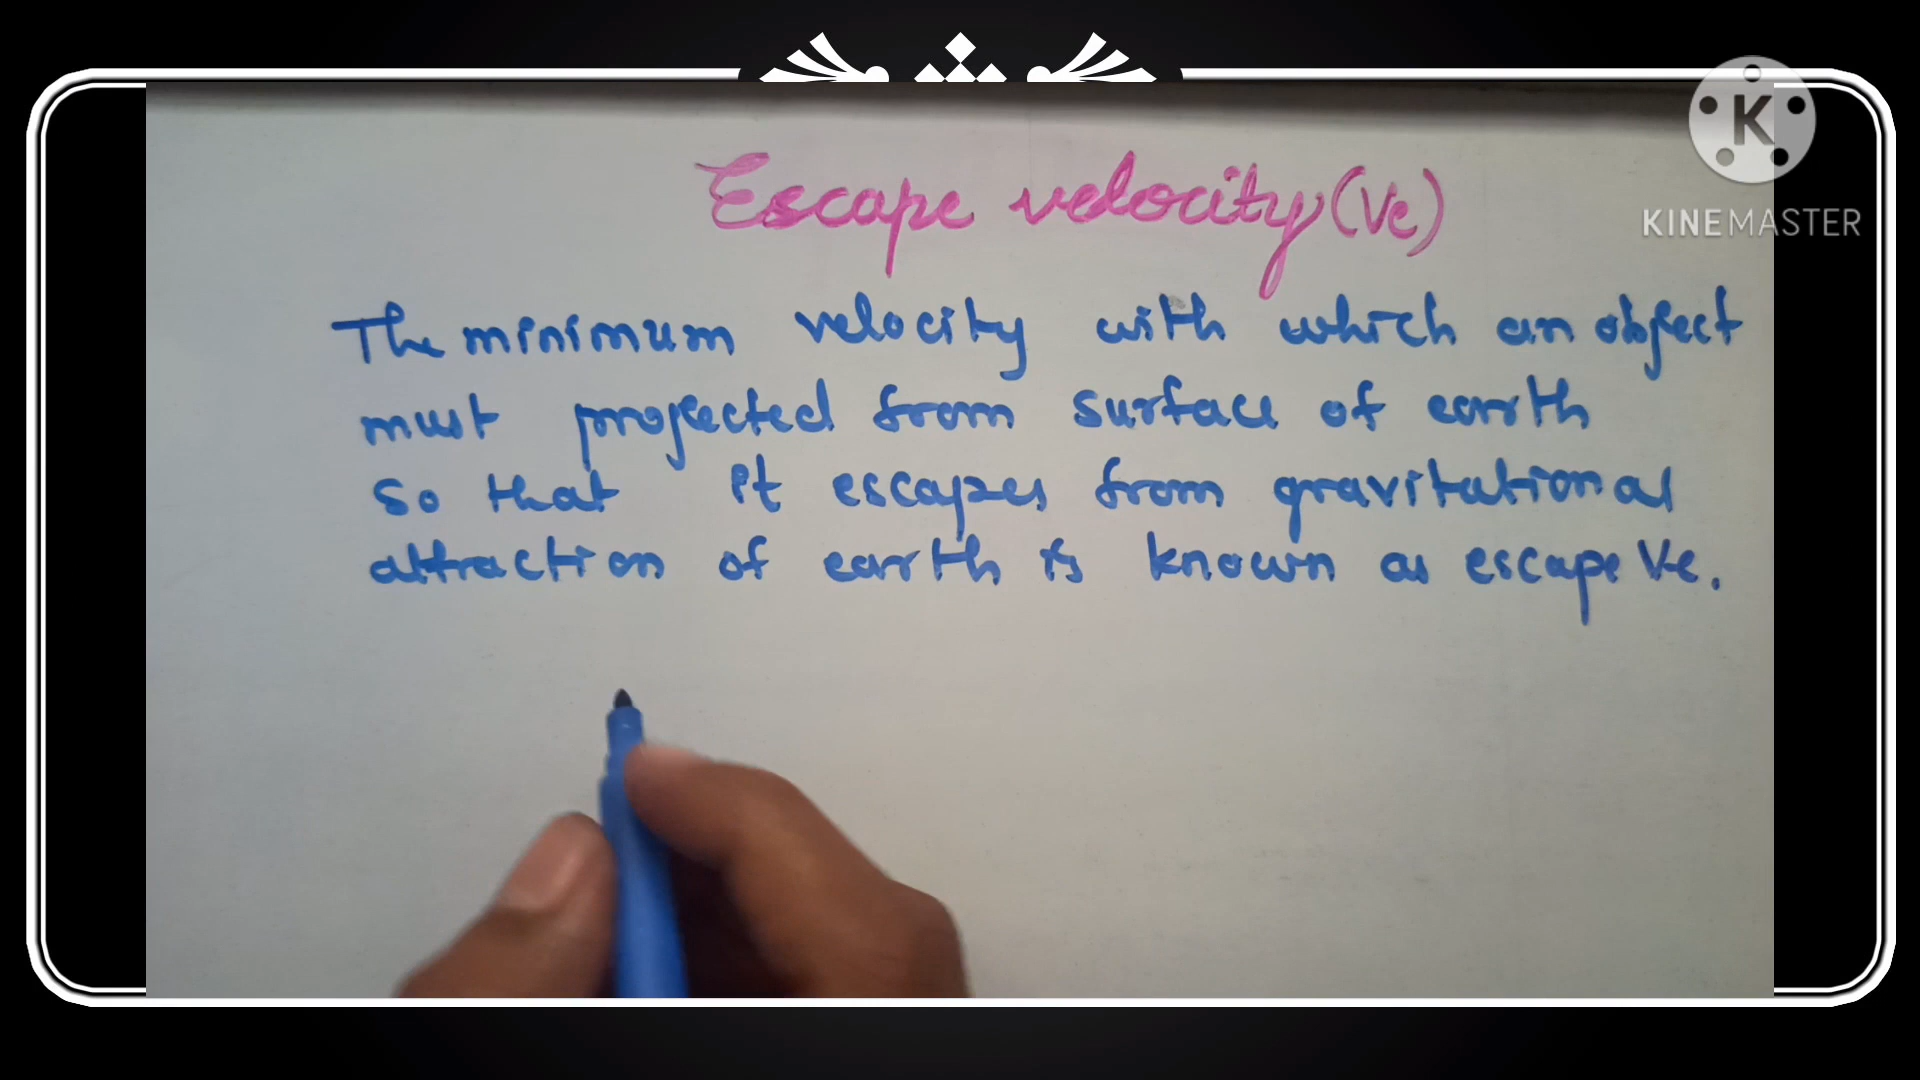 Escape velocity (Ve)
K
KINEMASTER
The minimum velocity with which an object
must projected from surface of earth
so that it escapes from gravitational
attraction of earth is known as escape Ve.